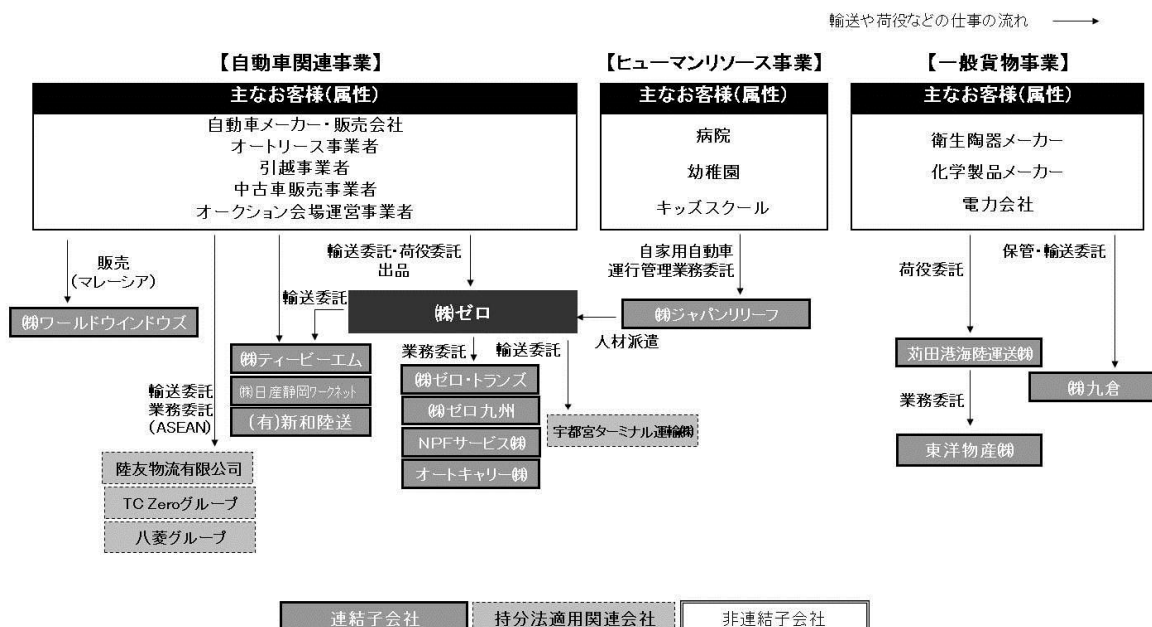 輸送や荷役などの仕事の流れ
【自動車関連事業】
主なお客様(属性)
自動車メーカー・販売会社
オートリース事業者
引越事業者
中古車販売事業者
オークション会場運営事業者
【ヒューマンリソース事業】
主なお客様(属性)
病院
幼稚園
キッズスクール
【一般貨物事業】
主なお客様(属性)
衛生陶器メーカー
化学製品メーカー
電力会社
販売
(マレーシア)
㈱ワールドウインドウズ
輸送委託
業務委託
(ASEAN)
陸友物流有限公司
TC Zeroグループ
八菱グループ
輸送委託
㈱ティービーエム
㈱日産静岡ワークネット
(有)新和陸送
輸送委託・荷役委託
出品
㈱ゼロ
業務委託
㈱ゼロ・トランズ
㈱ゼロ九州
NPFサービス㈱
オートキャリー㈱
輸送委託
宇都宮ターミナル運輸㈱
自家用自動車
運行管理業務委託
㈱ジャパンリリーフ
人材派遣
荷役委託
苅田港海陸運送㈱
業務委託
東洋物産㈱
保管・輸送委託
㈱九倉
連結子会社
持分法適用関連会社
非連結子会社